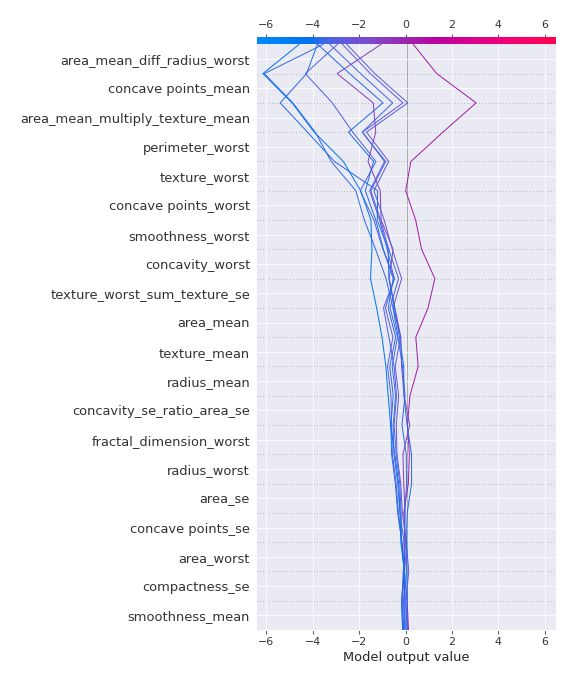 −6 −4 −2 0 2 4 6
area_mean_diff_radius_worst
concave points_mean
area_mean_multiply_texture_mean
perimeter_worst
texture_worst
concave points_worst
smoothness_worst
concavity_worst
texture_worst_sum_texture_se
area_mean
texture_mean
radius_mean
concavity_se_ratio_area_se
fractal_dimension_worst
radius_worst
area_se
concave points_se
area_worst
compactness_se
smoothness_mean
−6 −4 −2 0 2 4 6
Model output value